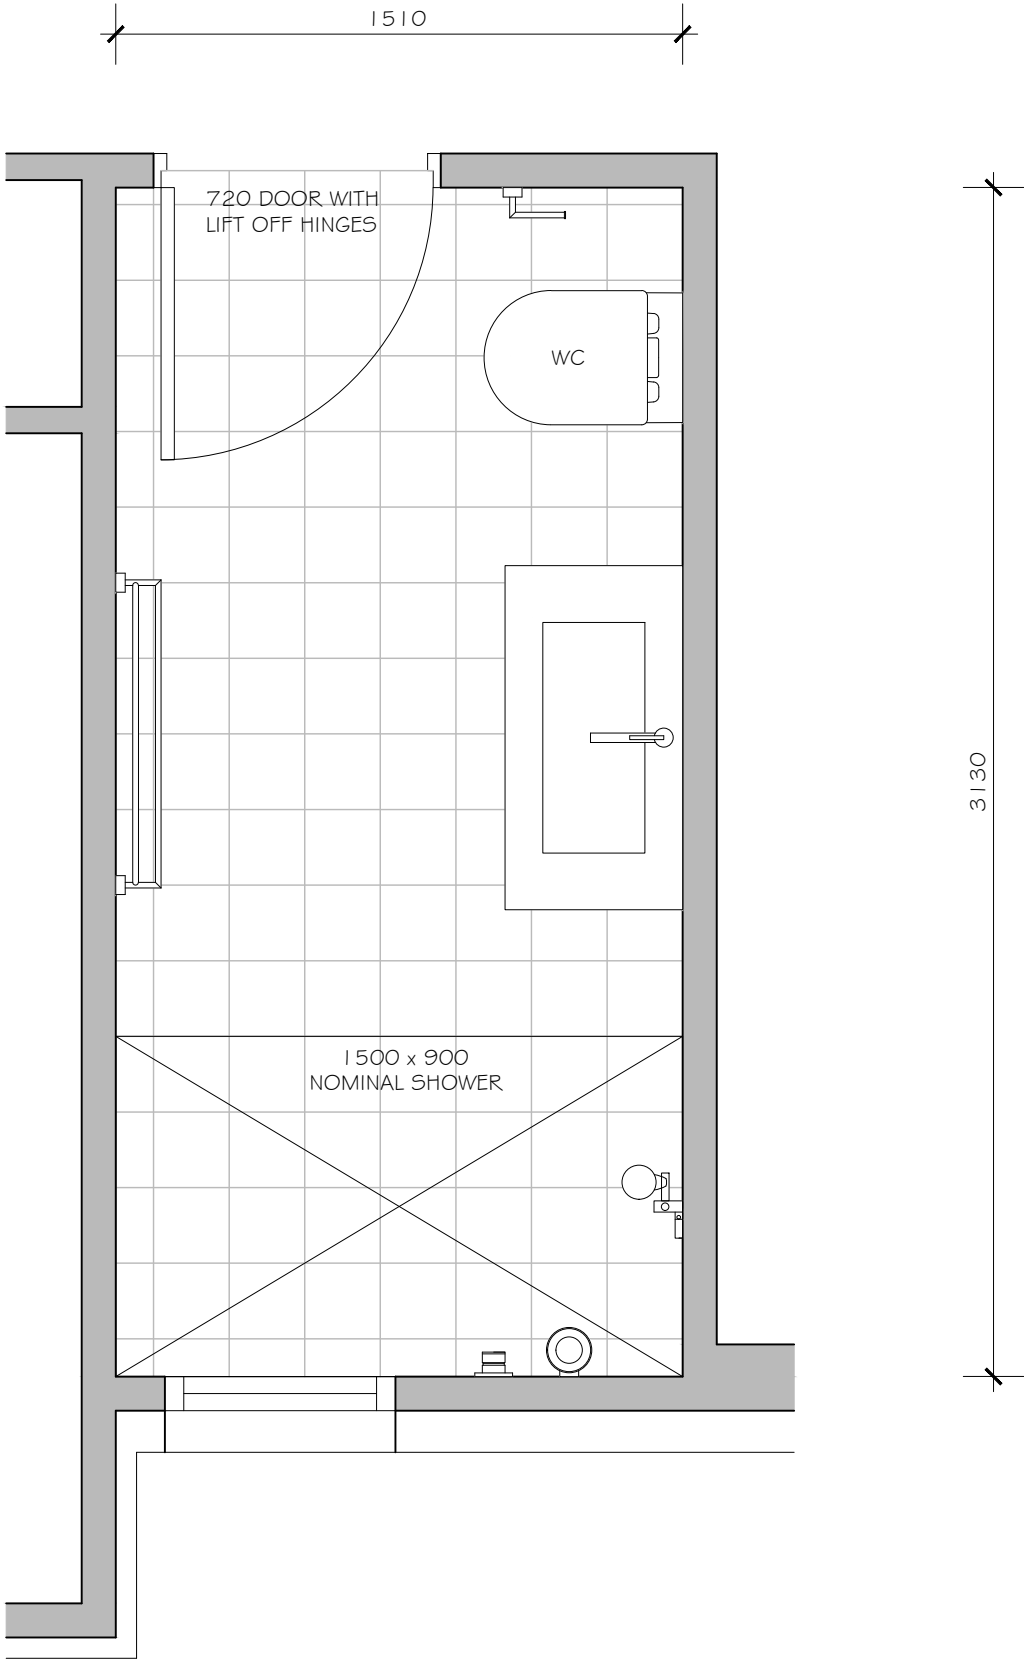 1510
720 DOOR WITH
LIFT OFF HINGES
WC
3130
1500 x 900
NOMINAL SHOWER